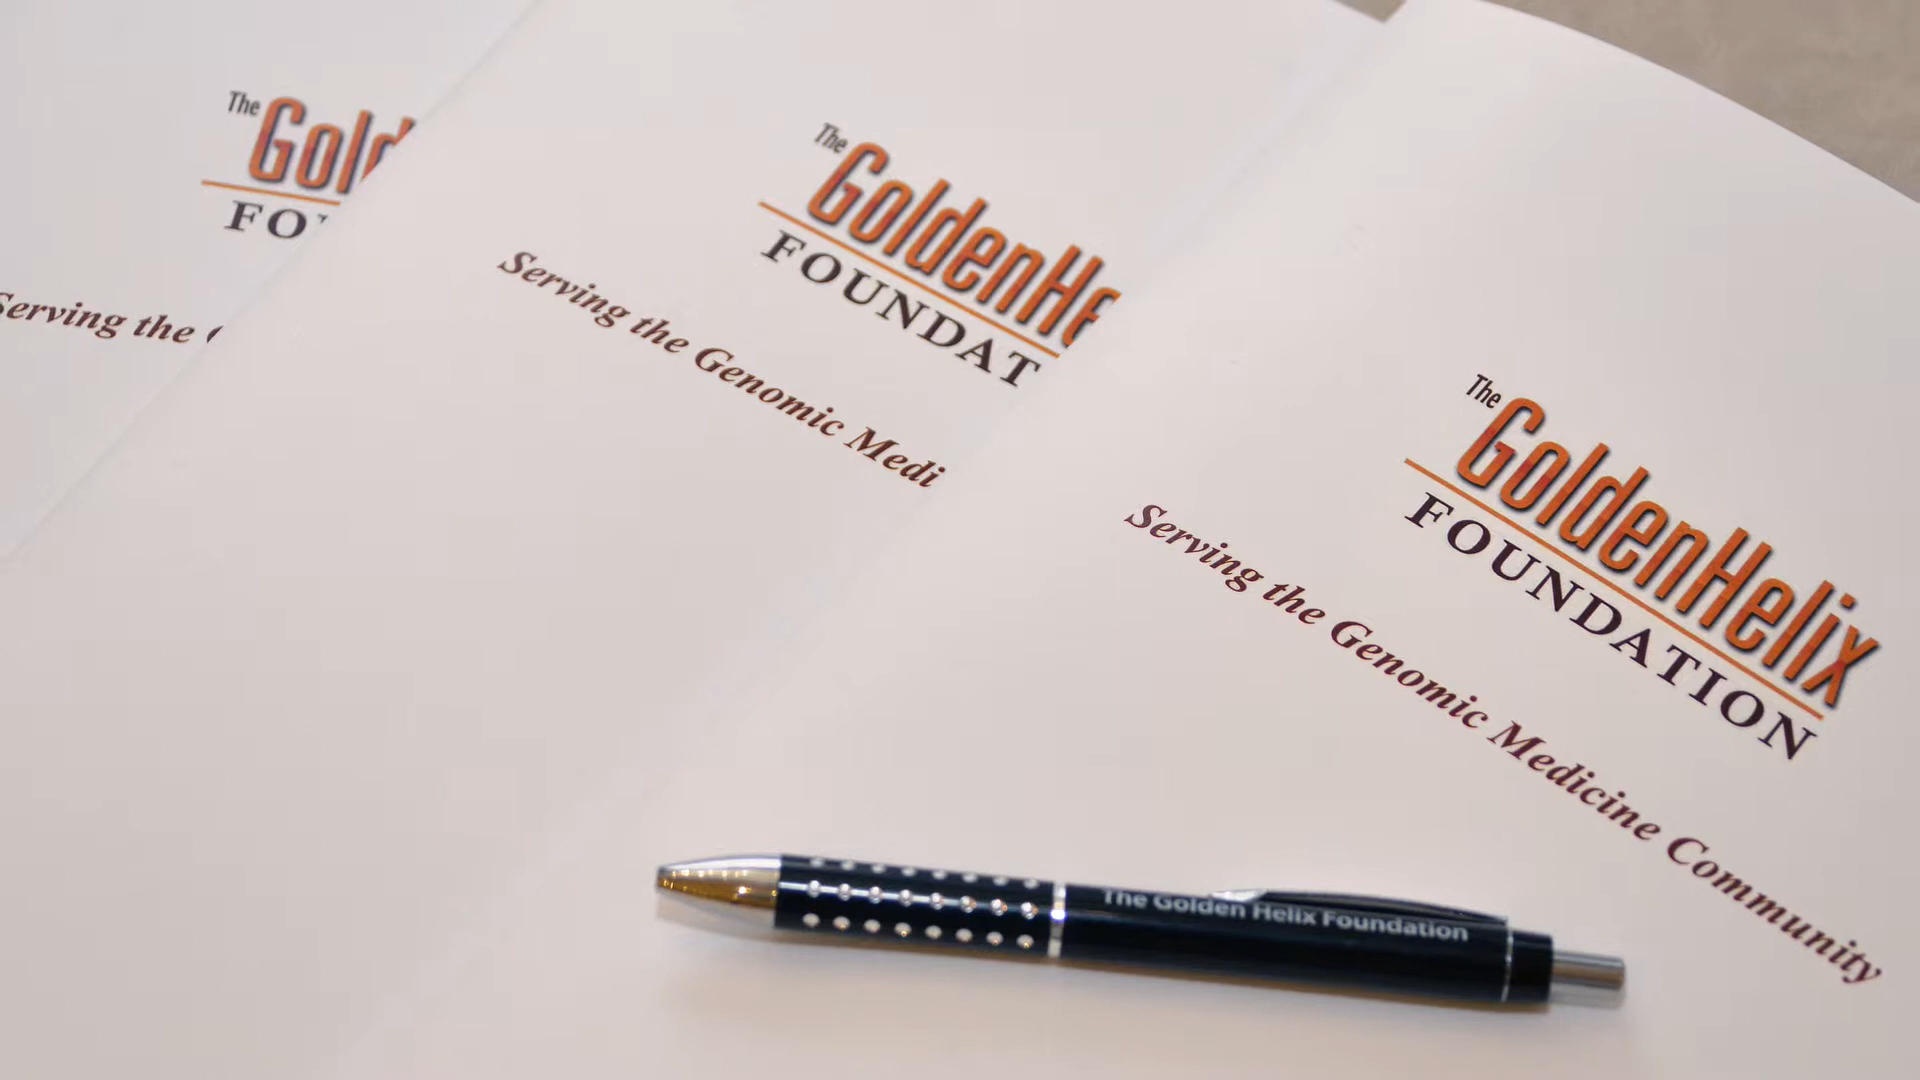 The
Gold
FO
Serving the
The
GoldenHe
FOUNDAT
Serving the Genomic Medi
The
GoldenHelix
FOUNDATION
Serving the Genomic Medicine Community
The Golden Helix Foundation